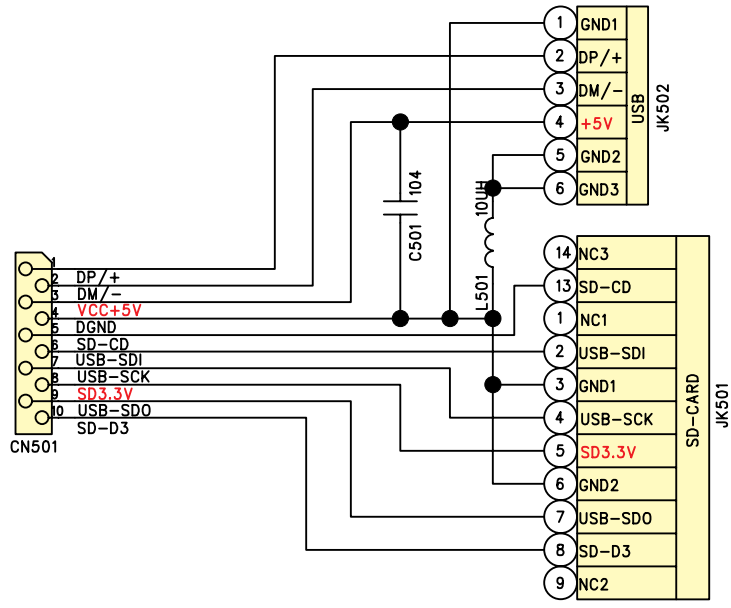 1 GND1
2 DP/+
3 DM/-
4 +5V
5 GND2
6 GND3
USB
JK502
104
C501
10UH
L501
1
2 DP/+
3 DM/-
4 VCC+5V
5 DGND
6 SD-CD
7 USB-SDI
8 USB-SCK
9 SD3.3V
10 USB-SDO
SD-D3
CN501
14 NC3
13 SD-CD
1 NC1
2 USB-SDI
3 GND1
4 USB-SCK
5 SD3.3V
6 GND2
7 USB-SDO
8 SD-D3
9 NC2
SD-CARD
JK501